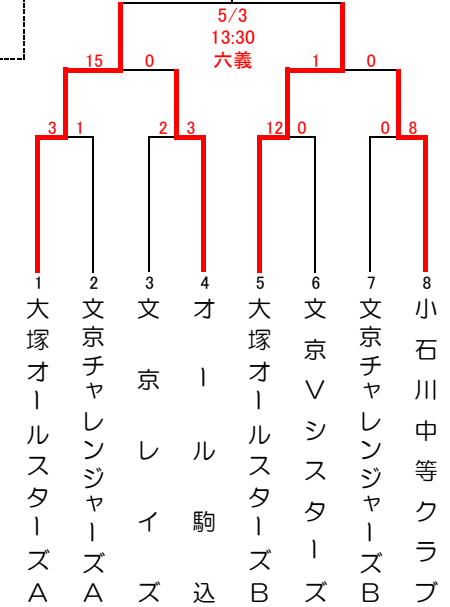 5/3
13:30
六義
15 0 1 0
3 1 2 3 12 0 0 8
1 2 3 4 5 6 7 8
大塚オールスターズA
文京チャレンジャーズA
文京レイズ
オール駒込
大塚オールスターズB
文京Vシスターズ
文京チャレンジャーズB
小石川中等クラブ